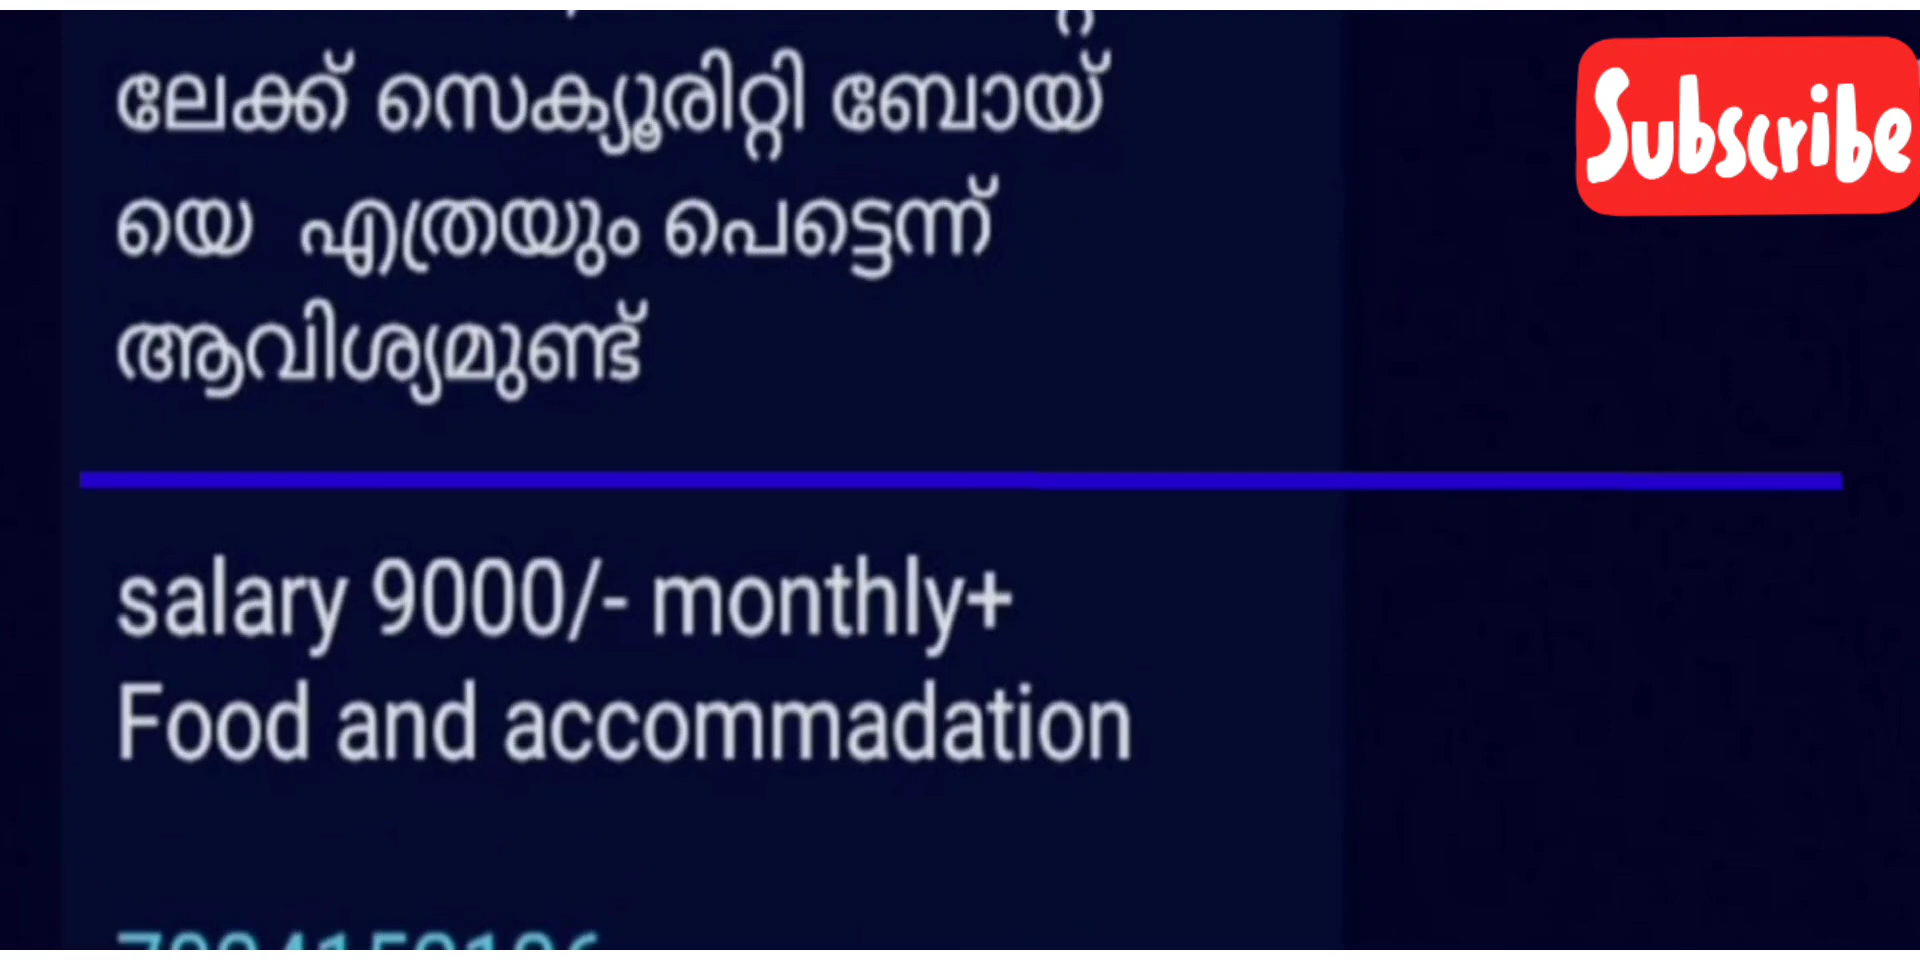 ലേക്ക് സെക്യൂരിറ്റി ബോയ്
യെ എത്രയും പെട്ടെന്ന്
ആവിശ്യമുണ്ട്
Subscribe
salary 9000/- monthly+
Food and accommadation